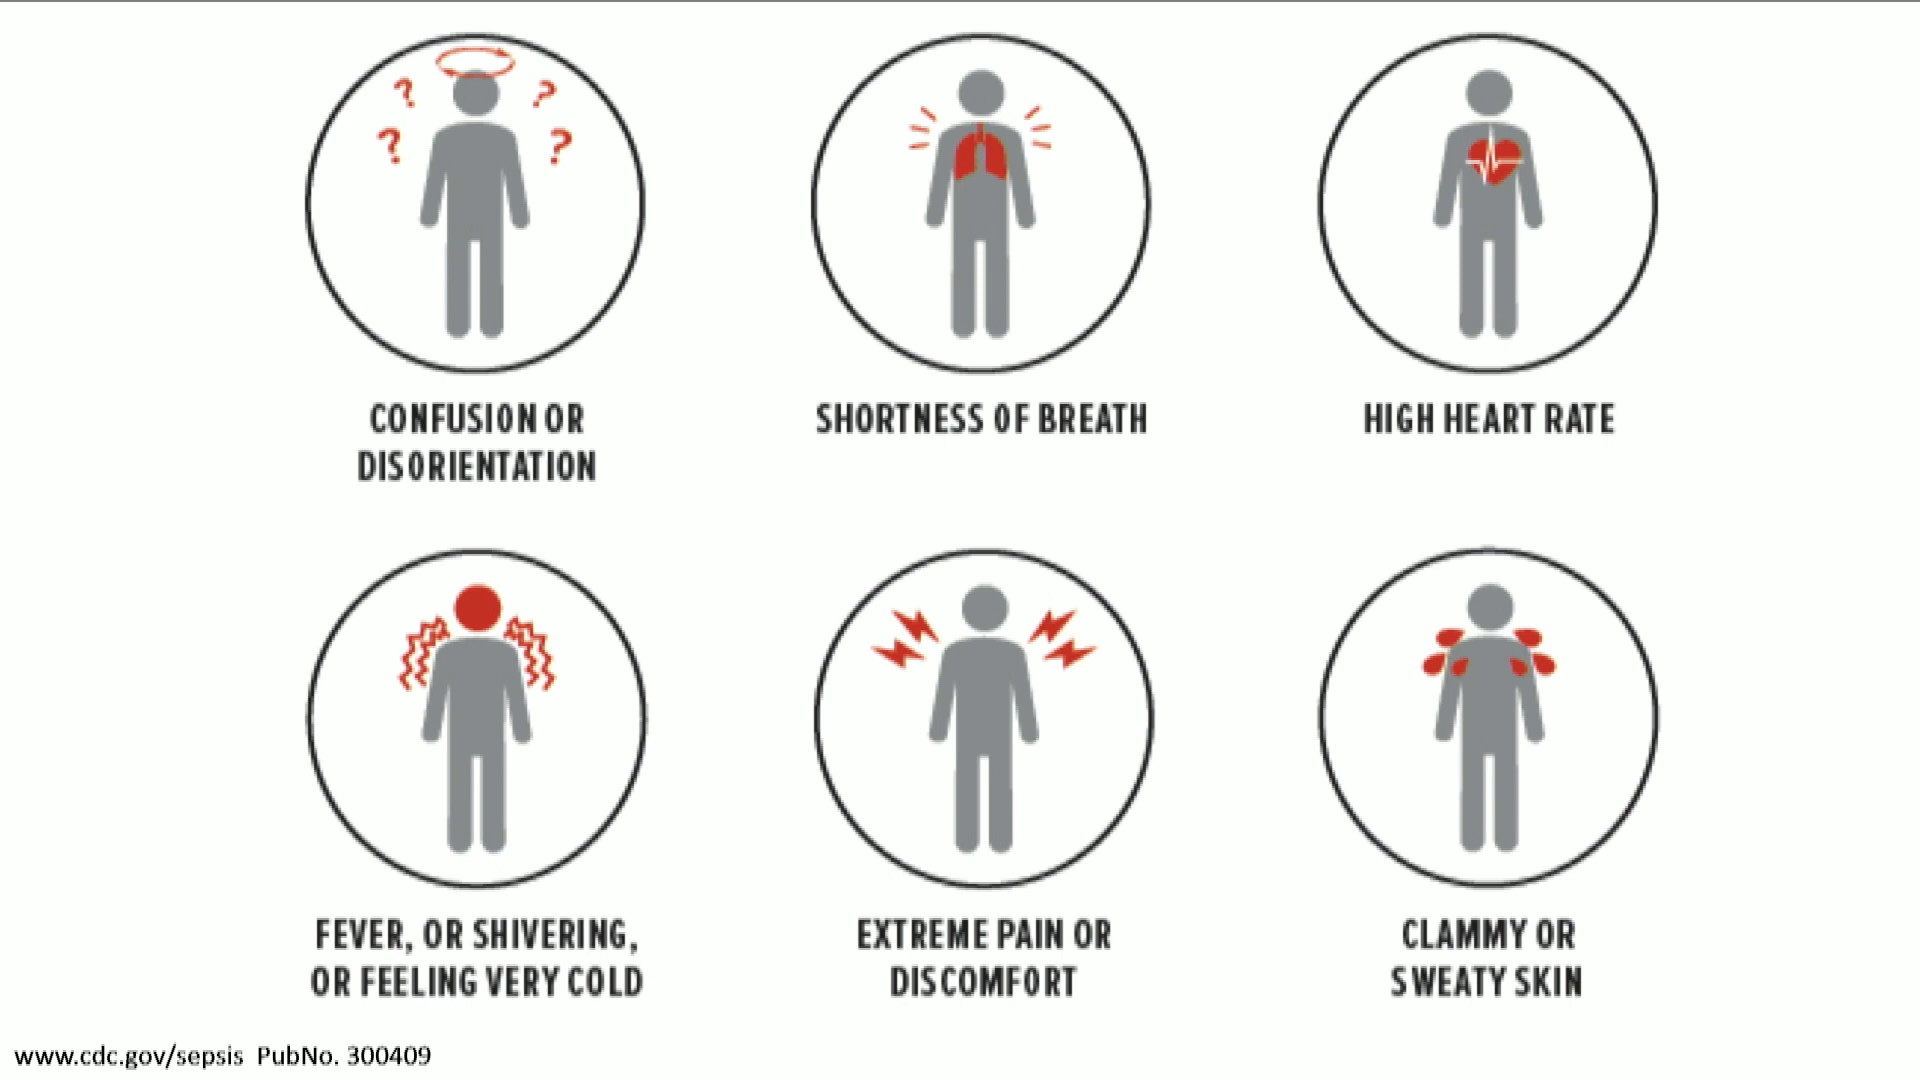 ?
?
?
?
CONFUSION OR
DISORIENTATION
SHORTNESS OF BREATH
HIGH HEART RATE
FEVER, OR SHIVERING,
OR FEELING VERY COLD
EXTREME PAIN OR
DISCOMFORT
CLAMMY OR
SWEATY SKIN
www.cdc.gov/sepsis PubNo. 300409